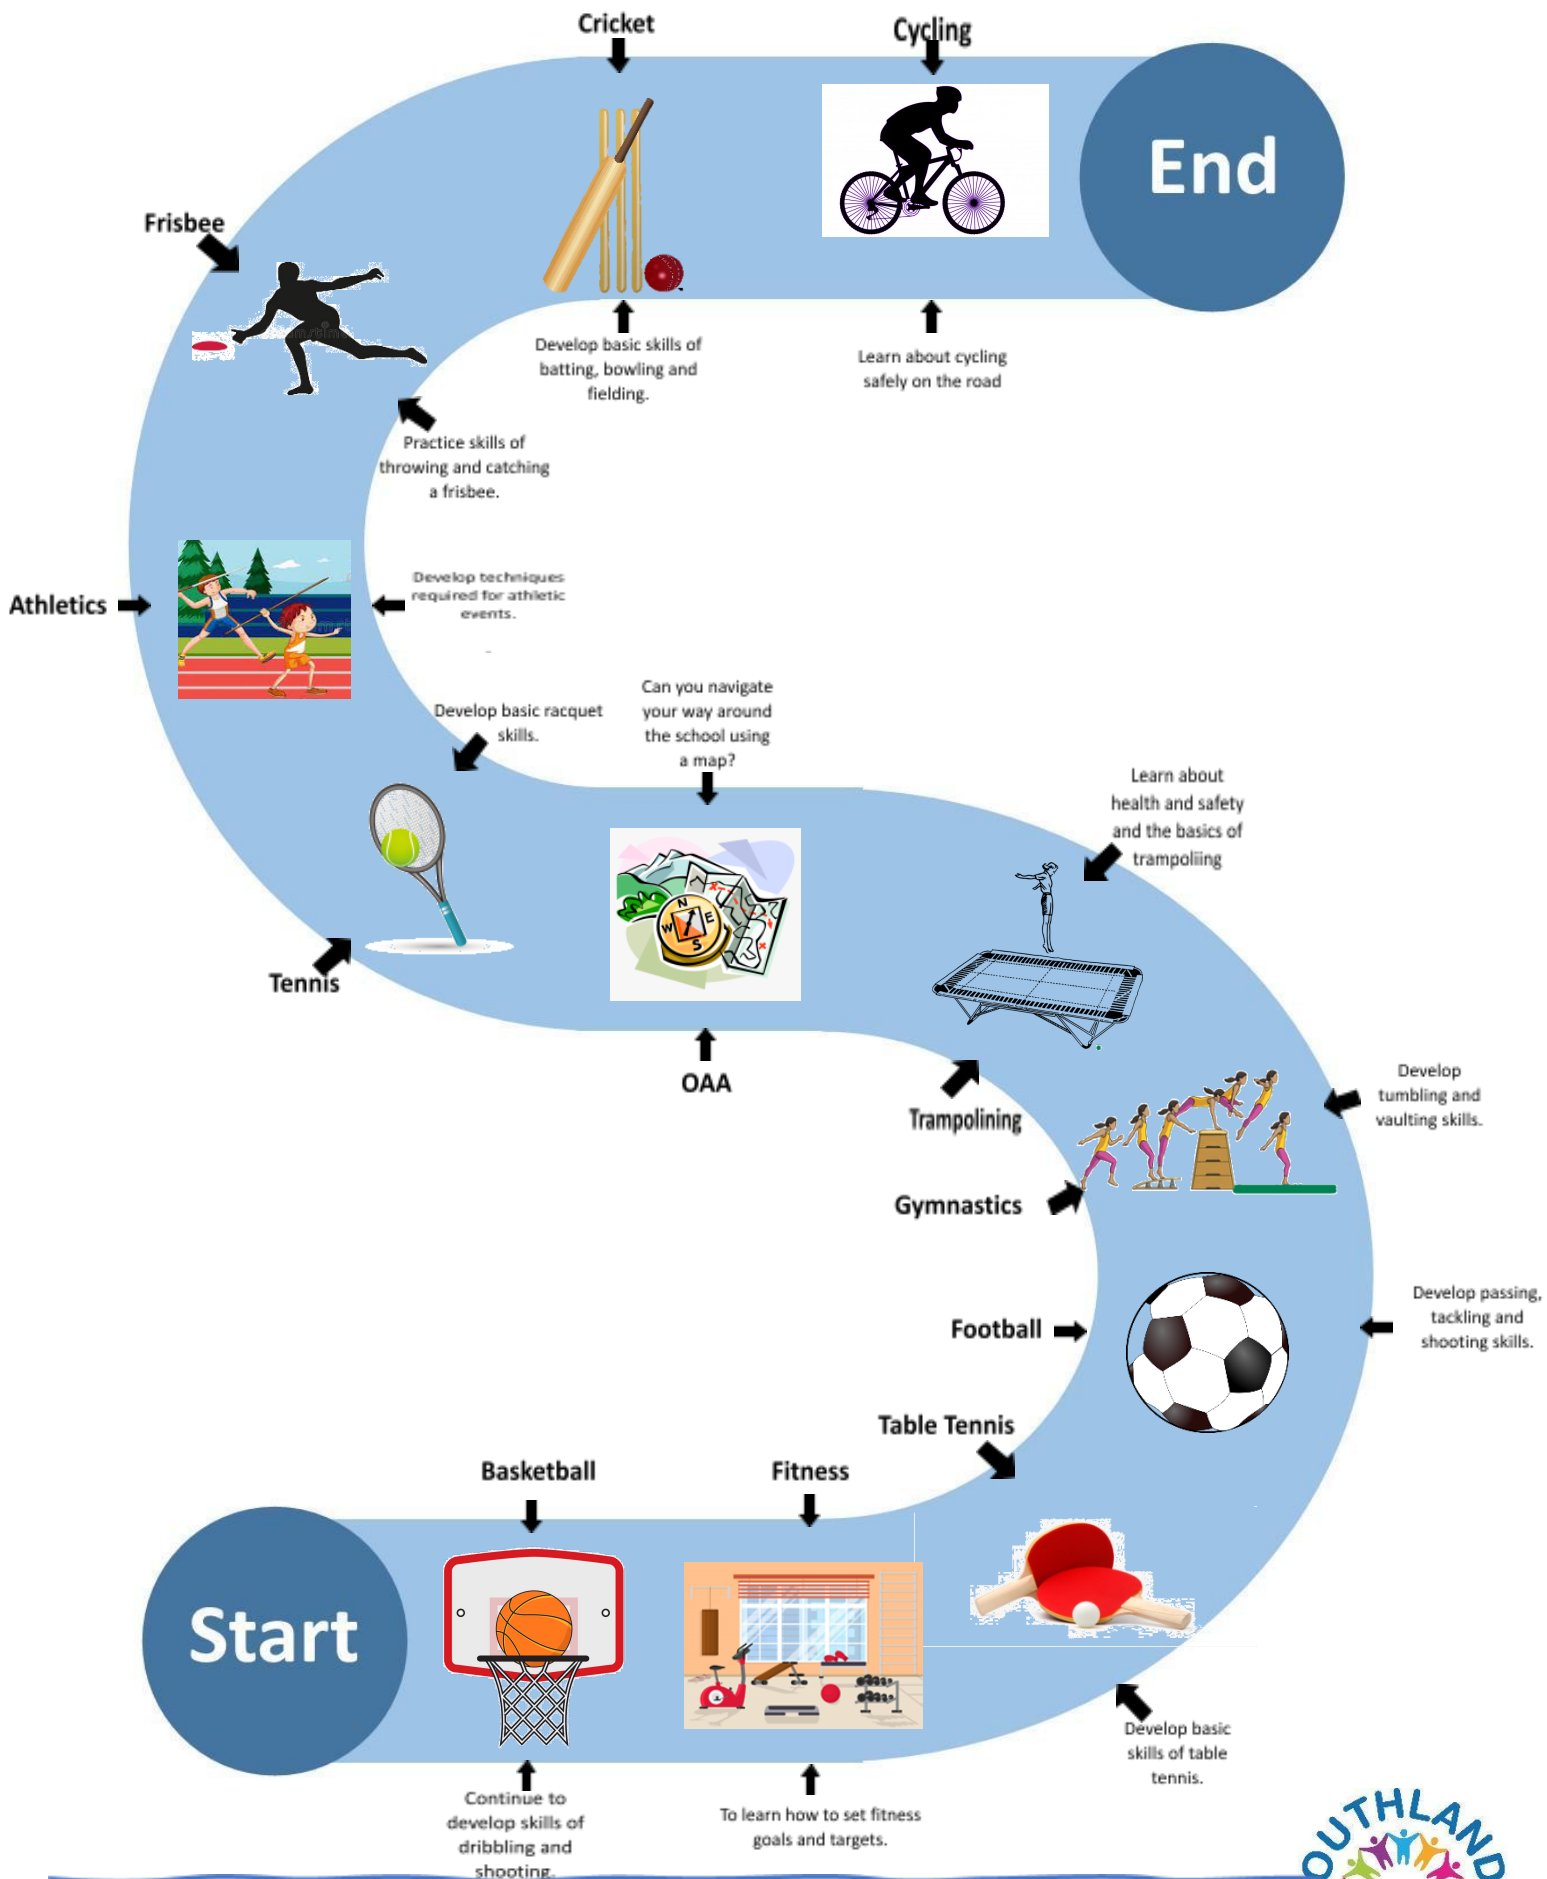 Cricket
Cycling
End
Frisbee
Develop basic skills of
batting, bowling and
fielding.
Learn about cycling
safely on the road
Practice skills of
throwing and catching
a frisbee.
Athletics
Develop techniques
required for athletic
events.
Develop basic racquet
skills.
Can you navigate
your way around
the school using
a map?
Learn about
health and safety
and the basics of
trampoliing
N
E
W
S
Tennis
OAA
Trampolining
Develop
tumbling and
vaulting skills.
Gymnastics
Football
Develop passing,
tackling and
shooting skills.
Table Tennis
Basketball
Fitness
Start
Develop basic
skills of table
tennis.
Continue to
develop skills of
dribbling and
shooting.
To learn how to set fitness
goals and targets.
OUTHLAND